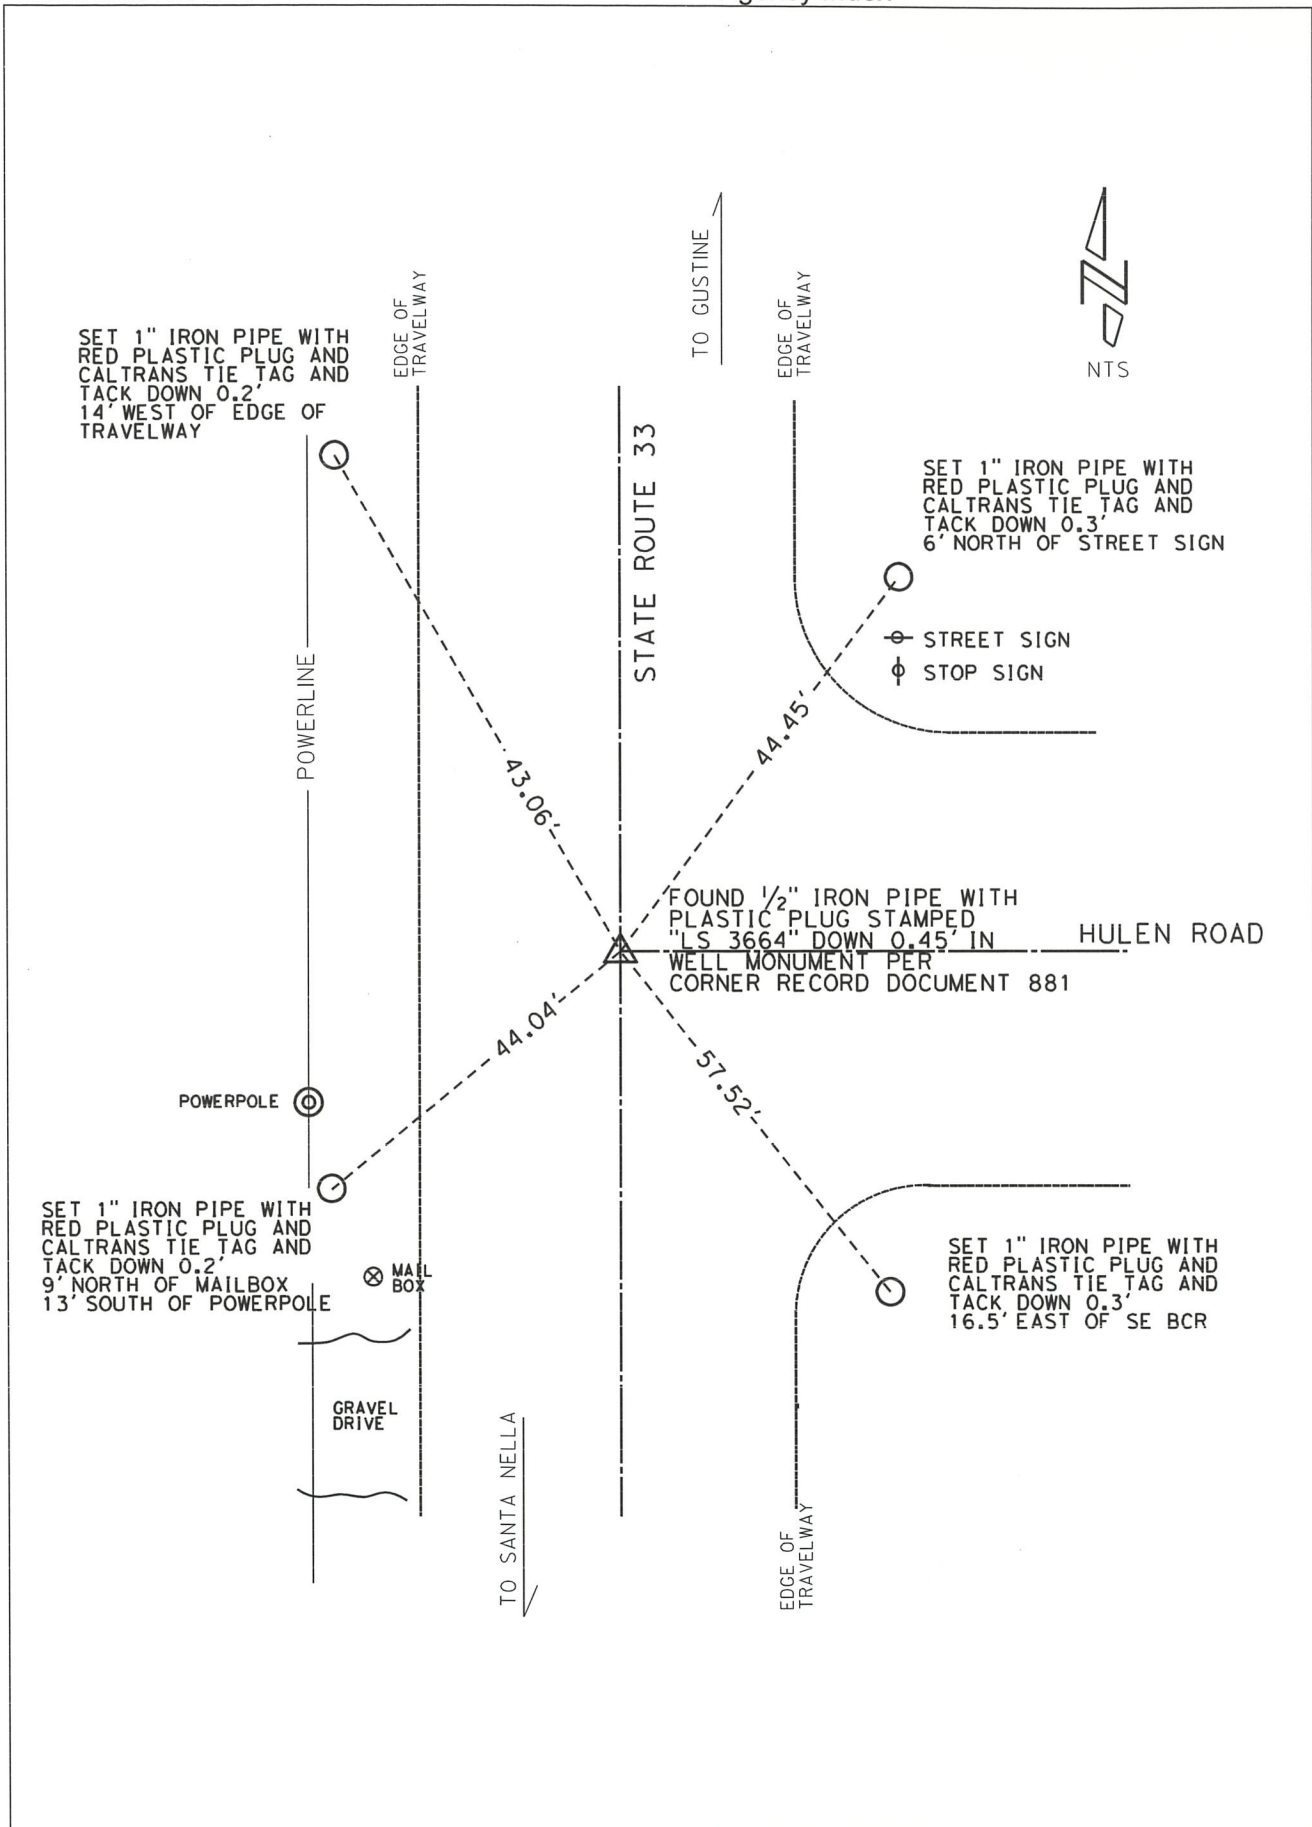 TO GUSTINE
EDGE OF
TRAVELWAY
EDGE OF
TRAVELWAY
NTS
SET 1" IRON PIPE WITH
RED PLASTIC PLUG AND
CALTRANS TIE TAG AND
TACK DOWN 0.2'
14' WEST OF EDGE OF
TRAVELWAY
STATE ROUTE 33
SET 1" IRON PIPE WITH
RED PLASTIC PLUG AND
CALTRANS TIE TAG AND
TACK DOWN 0.3'
6' NORTH OF STREET SIGN
STREET SIGN
STOP SIGN
POWERLINE
44.45'
43.06'
FOUND 1/2" IRON PIPE WITH
PLASTIC PLUG STAMPED
"LS 3664" DOWN 0.45' IN
WELL MONUMENT PER
CORNER RECORD DOCUMENT 881
HULEN ROAD
44.04'
57.52'
POWERPOLE
SET 1" IRON PIPE WITH
RED PLASTIC PLUG AND
CALTRANS TIE TAG AND
TACK DOWN 0.2'
9' NORTH OF MAILBOX
13' SOUTH OF POWERPOLE
MAIL
BOX
SET 1" IRON PIPE WITH
RED PLASTIC PLUG AND
CALTRANS TIE TAG AND
TACK DOWN 0.3'
16.5' EAST OF SE BCR
GRAVEL
DRIVE
TO SANTA NELLA
EDGE OF
TRAVELWAY